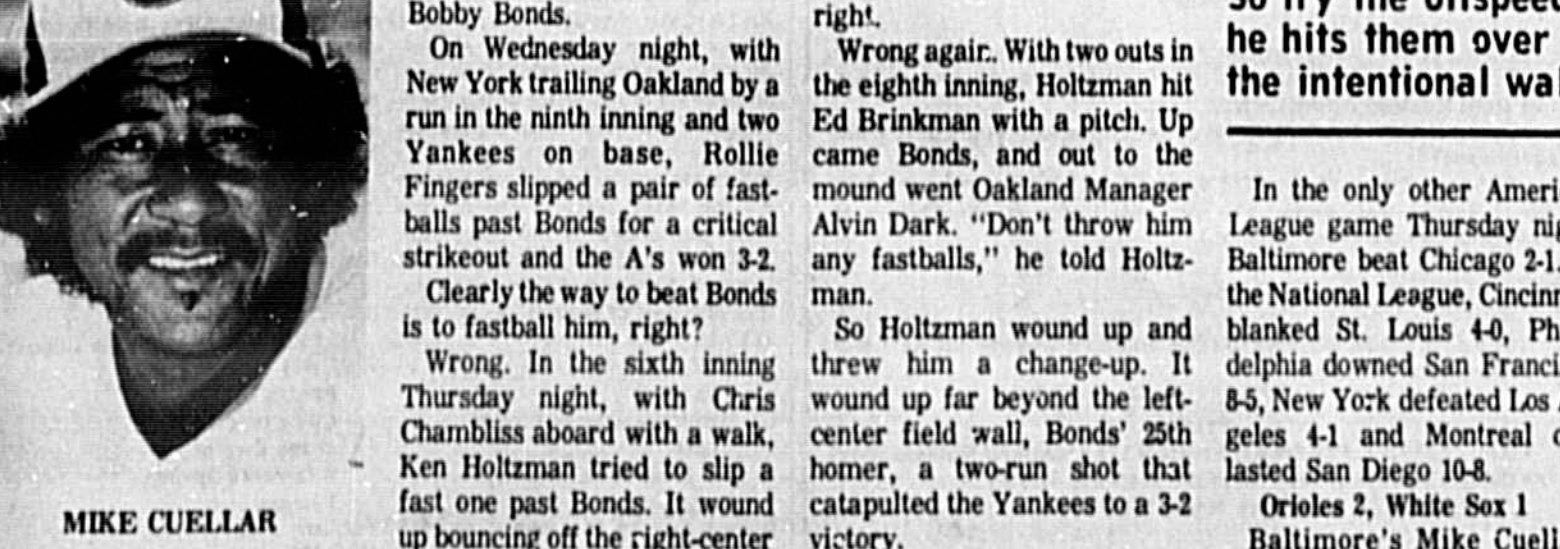 MIKE CUELLAR
Bobby Bonds.
On Wednesday night, with
New York trailing Oakland by a
run in the ninth inning and two
Yankees on base, Rollie
Fingers slipped a pair of fast-
balls past Bonds for a critical
strikeout and the A's won 3-2.
Clearly the way to beat Bonds
is to fastball him, right?
Wrong. In the sixth inning
Thursday night, with Chris
Chambliss aboard with a walk,
Ken Holtzman tried to slip a
fast one past Bonds. It wound
up bouncing off the right-center
right.
Wrong again. With two outs in
the eighth inning, Holtzman hit
Ed Brinkman with a pitch. Up
came Bonds, and out to the
mound went Oakland Manager
Alvin Dark. "Don't throw him
any fastballs," he told Holtz-
man.
So Holtzman wound up and
threw him a change-up. It
wound up far beyond the left-
center field wall, Bonds' 25th
homer, a two-run shot that
catapulted the Yankees to a 3-2
victory.
he hits them over
the intentional wal
In the only other Ameri
League game Thursday nig
Baltimore beat Chicago 2-1.
the National League, Cincinn
blanked St. Louis 4-0, Ph
delphia downed San Franci
8-5, New York defeated Los
geles 4-1 and Montreal
lasted San Diego 10-8.
Orioles 2, White Sox 1
Baltimore's Mike Cuell